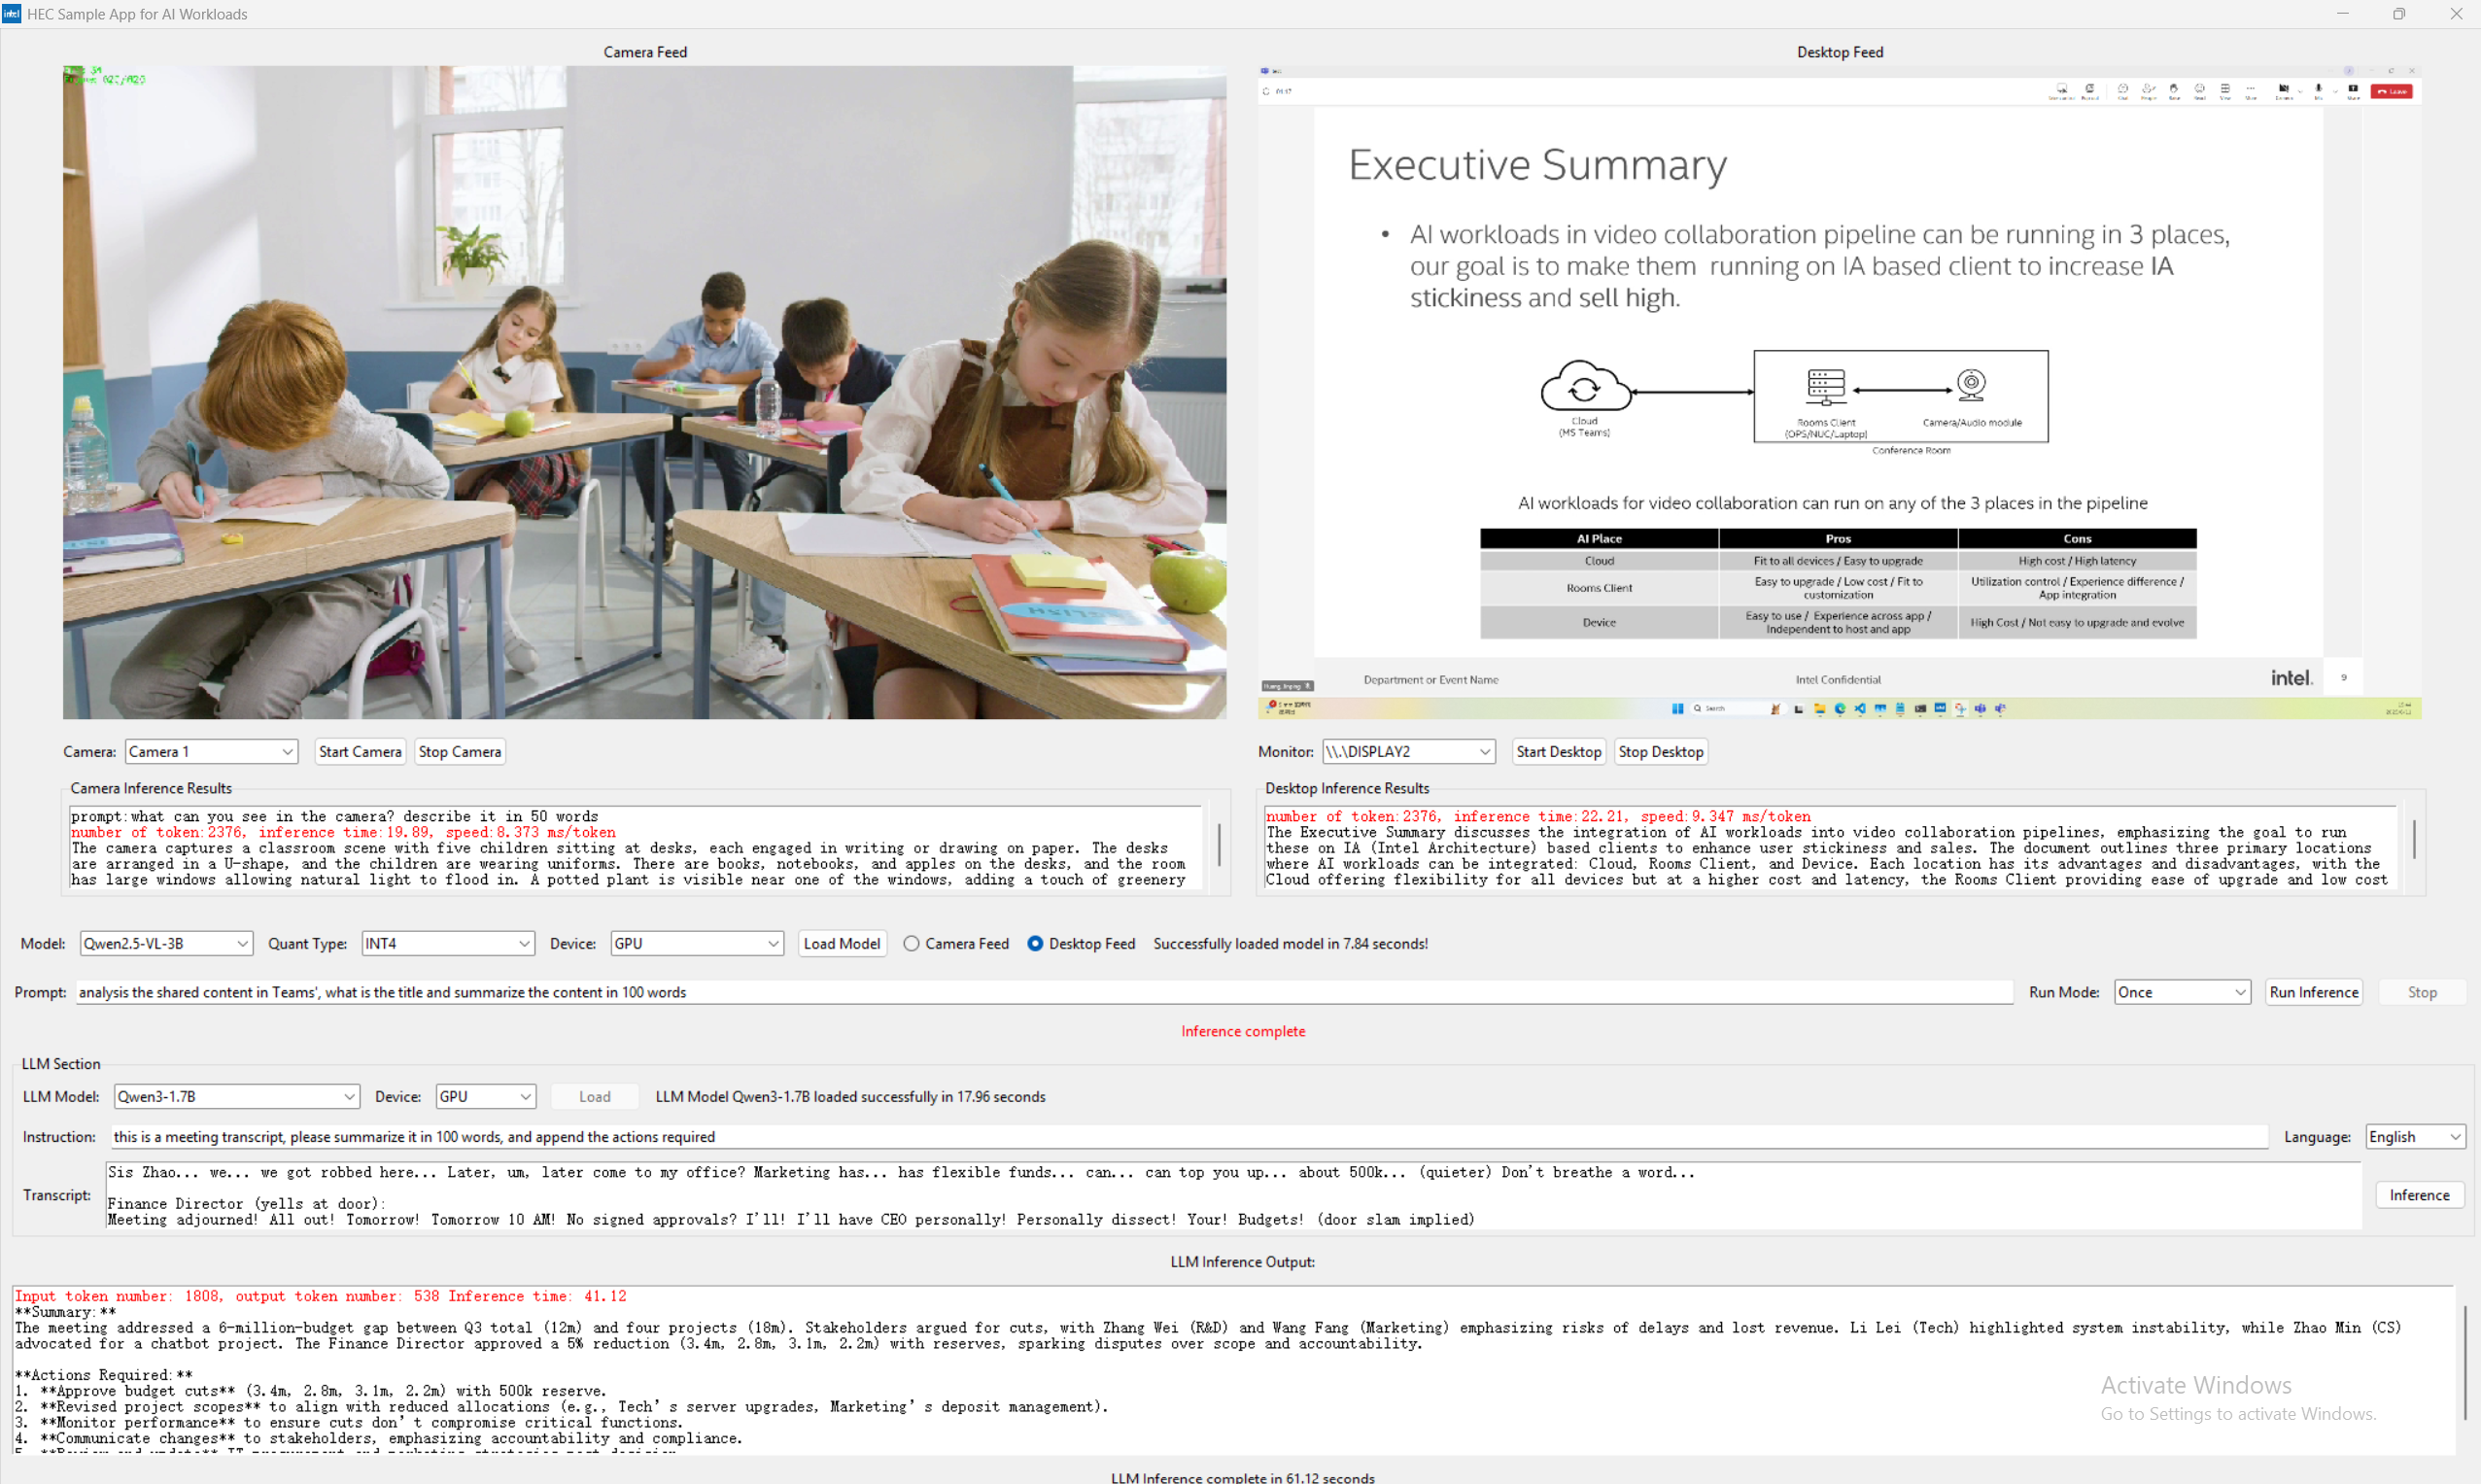 intel HEC Sample App for AI Workloads
Camera Feed
Desktop Feed
Executive Summary
• AI workloads in video collaboration pipeline can be running in 3 places,
our goal is to make them running on IA based client to increase IA
stickiness and sell high.
Cloud
(MS Teams)
Rooms Client
(OPS/NUC/Laptop)
Camera/Audio module
Conference Room
AI workloads for video collaboration can run on any of the 3 places in the pipeline
AI Place Pros Cons
Cloud Fit to all devices / Easy to upgrade High cost / High latency
Rooms Client Easy to upgrade / Low cost / Fit to customization Utilization control / Experience difference / App integration
Device Easy to use / Experience across app / Independent to host and app High Cost / Not easy to upgrade and evolve
Department or Event Name Intel Confidential intel. 9
Search
Leave
ENGLISH
Camera: Camera 1 Start Camera Stop Camera
Monitor: \\.\DISPLAY2 Start Desktop Stop Desktop
Camera Inference Results
prompt:what can you see in the camera? describe it in 50 words
number of token:2376, inference time:19.89, speed:8.373 ms/token
The camera captures a classroom scene with five children sitting at desks, each engaged in writing or drawing on paper. The desks
are arranged in a U-shape, and the children are wearing uniforms. There are books, notebooks, and apples on the desks, and the room
has large windows allowing natural light to flood in. A potted plant is visible near one of the windows, adding a touch of greenery
Desktop Inference Results
number of token:2376, inference time:22.21, speed:9.347 ms/token
The Executive Summary discusses the integration of AI workloads into video collaboration pipelines, emphasizing the goal to run
these on IA (Intel Architecture) based clients to enhance user stickiness and sales. The document outlines three primary locations
where AI workloads can be integrated: Cloud, Rooms Client, and Device. Each location has its advantages and disadvantages, with the
Cloud offering flexibility for all devices but at a higher cost and latency, the Rooms Client providing ease of upgrade and low cost
Model: Qwen2.5-VL-3B Quant Type: INT4 Device: GPU Load Model Camera Feed Desktop Feed Successfully loaded model in 7.84 seconds!
Prompt: analysis the shared content in Teams', what is the title and summarize the content in 100 words Run Mode: Once Run Inference Stop
Inference complete
LLM Section
LLM Model: Qwen3-1.7B Device: GPU Load LLM Model Qwen3-1.7B loaded successfully in 17.96 seconds
Instruction: this is a meeting transcript, please summarize it in 100 words, and append the actions required Language: English
Transcript:
Sis Zhao... we... we got robbed here... Later, um, later come to my office? Marketing has... has flexible funds... can... can top you up... about 500k... (quieter) Don't breathe a word...
Finance Director (yells at door):
Meeting adjourned! All out! Tomorrow! Tomorrow 10 AM! No signed approvals? I'll! I'll have CEO personally! Personally dissect! Your! Budgets! (door slam implied)
Inference
LLM Inference Output:
Input token number: 1808, output token number: 538 Inference time: 41.12
**Summary:**
The meeting addressed a 6-million-budget gap between Q3 total (12m) and four projects (18m). Stakeholders argued for cuts, with Zhang Wei (R&D) and Wang Fang (Marketing) emphasizing risks of delays and lost revenue. Li Lei (Tech) highlighted system instability, while Zhao Min (CS)
advocated for a chatbot project. The Finance Director approved a 5% reduction (3.4m, 2.8m, 3.1m, 2.2m) with reserves, sparking disputes over scope and accountability.
**Actions Required:**
1. **Approve budget cuts** (3.4m, 2.8m, 3.1m, 2.2m) with 500k reserve.
2. **Revised project scopes** to align with reduced allocations (e.g., Tech's server upgrades, Marketing's deposit management).
3. **Monitor performance** to ensure cuts don't compromise critical functions.
4. **Communicate changes** to stakeholders, emphasizing accountability and compliance.
Activate Windows
Go to Settings to activate Windows.
LLM Inference complete in 61.12 seconds